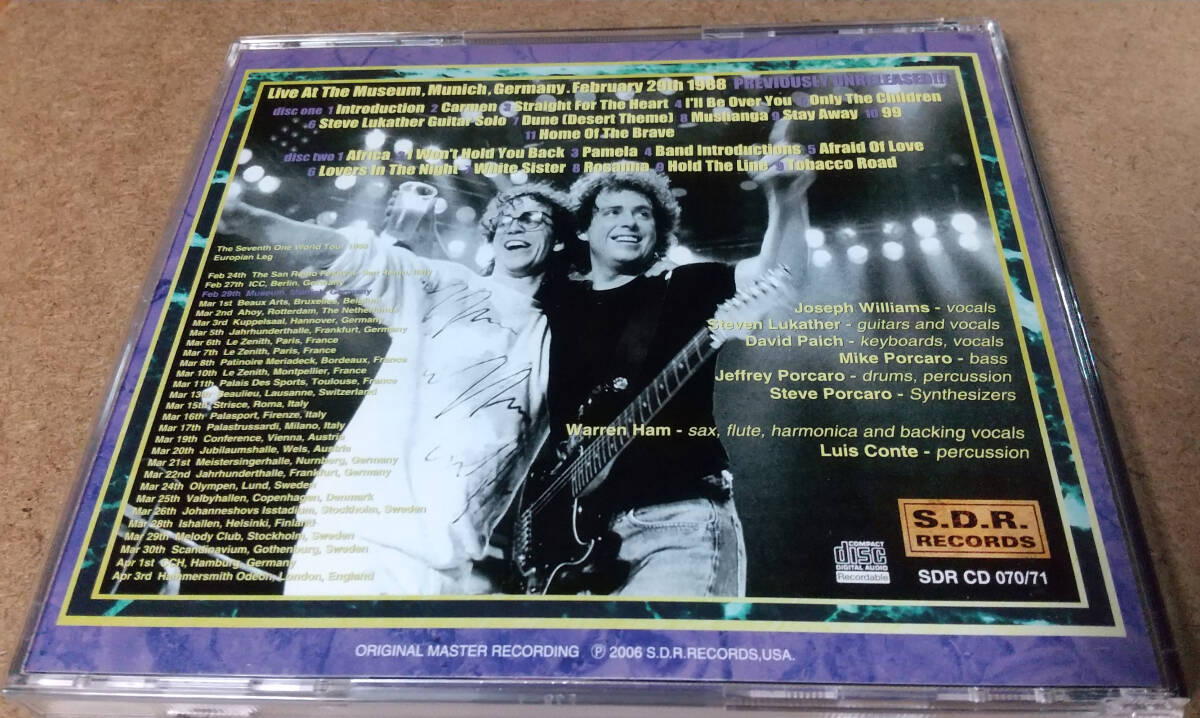 Live At The Museum, Munich, Germany. February 29th 1988 PREVIOUSLY UNRELEASED!!
disc one 1 Introduction 2 Carmen 3 Straight For The Heart 4 I'll Be Over You 5 Only The Children
6 Steve Lukather Guitar Solo 7 Dune (Desert Theme) 8 Mushanga 9 Stay Away 10 99
11 Home Of The Brave
disc two 1 Africa 2 I Won't Hold You Back 3 Pamela 4 Band Introductions 5 Afraid Of Love
6 Lovers In The Night 7 White Sister 8 Rosanna 9 Hold The Line 9 Tobacco Road
The Seventh One World Tour 1988
Europian Leg
Feb 24th The San Remo Festival, San Remo, Italy
Feb 27th ICC, Berlin, Germany
Feb 29th Museum, Munich, Germany
Mar 1st Beaux Arts, Bruxelles, Belgium
Mar 2nd Ahoy, Rotterdam, The Netherlands
Mar 3rd Kuppelsaal, Hannover, Germany
Mar 5th Jahrhunderthalle, Frankfurt, Germany
Mar 6th Le Zenith, Paris, France
Mar 7th Le Zenith, Paris, France
Mar 8th Patinoire Meriadeck, Bordeaux, France
Mar 10th Le Zenith, Montpellier, France
Mar 11th Palais Des Sports, Toulouse, France
Mar 13th Beaulieu, Lausanne, Switzerland
Mar 15th Strisce, Roma, Italy
Mar 16th Palasport, Firenze, Italy
Mar 17th Palastrussardi, Milano, Italy
Mar 19th Conference, Vienna, Austria
Mar 20th Jubilaumshalle, Wels, Austria
Mar 21st Meistersingerhalle, Nurnberg, Germany
Mar 22nd Jahrhunderthalle, Frankfurt, Germany
Mar 24th Olympen, Lund, Sweden
Mar 25th Valbyhallen, Copenhagen, Denmark
Mar 26th Johanneshovs Isstadium, Stockholm, Sweden
Mar 28th Ishallen, Helsinki, Finland
Mar 29th Melody Club, Stockholm, Sweden
Mar 30th Scandinavium, Gothenburg, Sweden
Apr 1st CCH, Hamburg, Germany
Apr 3rd Hammersmith Odeon, London, England
Joseph Williams - vocals
Steven Lukather - guitars and vocals
David Paich - keyboards, vocals
Mike Porcaro - bass
Jeffrey Porcaro - drums, percussion
Steve Porcaro - Synthesizers
Warren Ham - sax, flute, harmonica and backing vocals
Luis Conte - percussion
S.D.R.
RECORDS
COMPACT
disc
DIGITAL AUDIO
Recordable
SDR CD 070/71
ORIGINAL MASTER RECORDING Ⓟ 2006 S.D.R.RECORDS,USA.